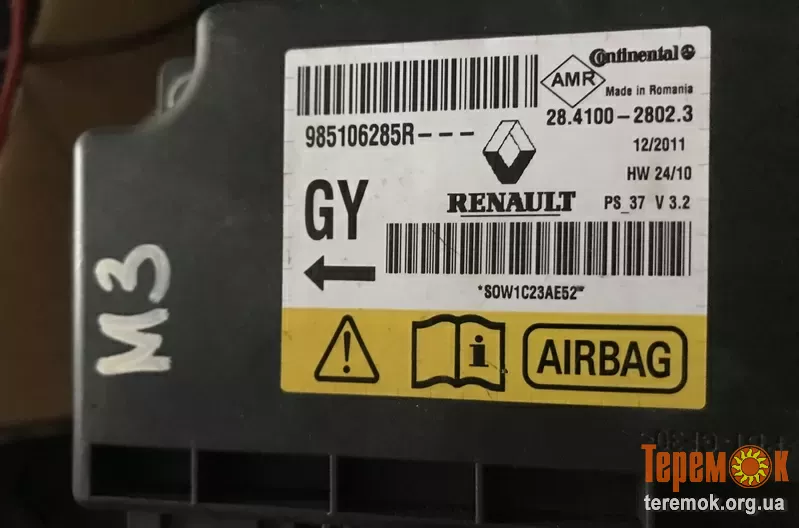 Continental
AMR
Made in Romania
985106285R---
28.4100-2802.3
12/2011
HW 24/10
GY
RENAULT
PS_37 V 3.2
*SOW1C23AE52*
i
AIRBAG
M3
ТеремОк
teremok.org.ua